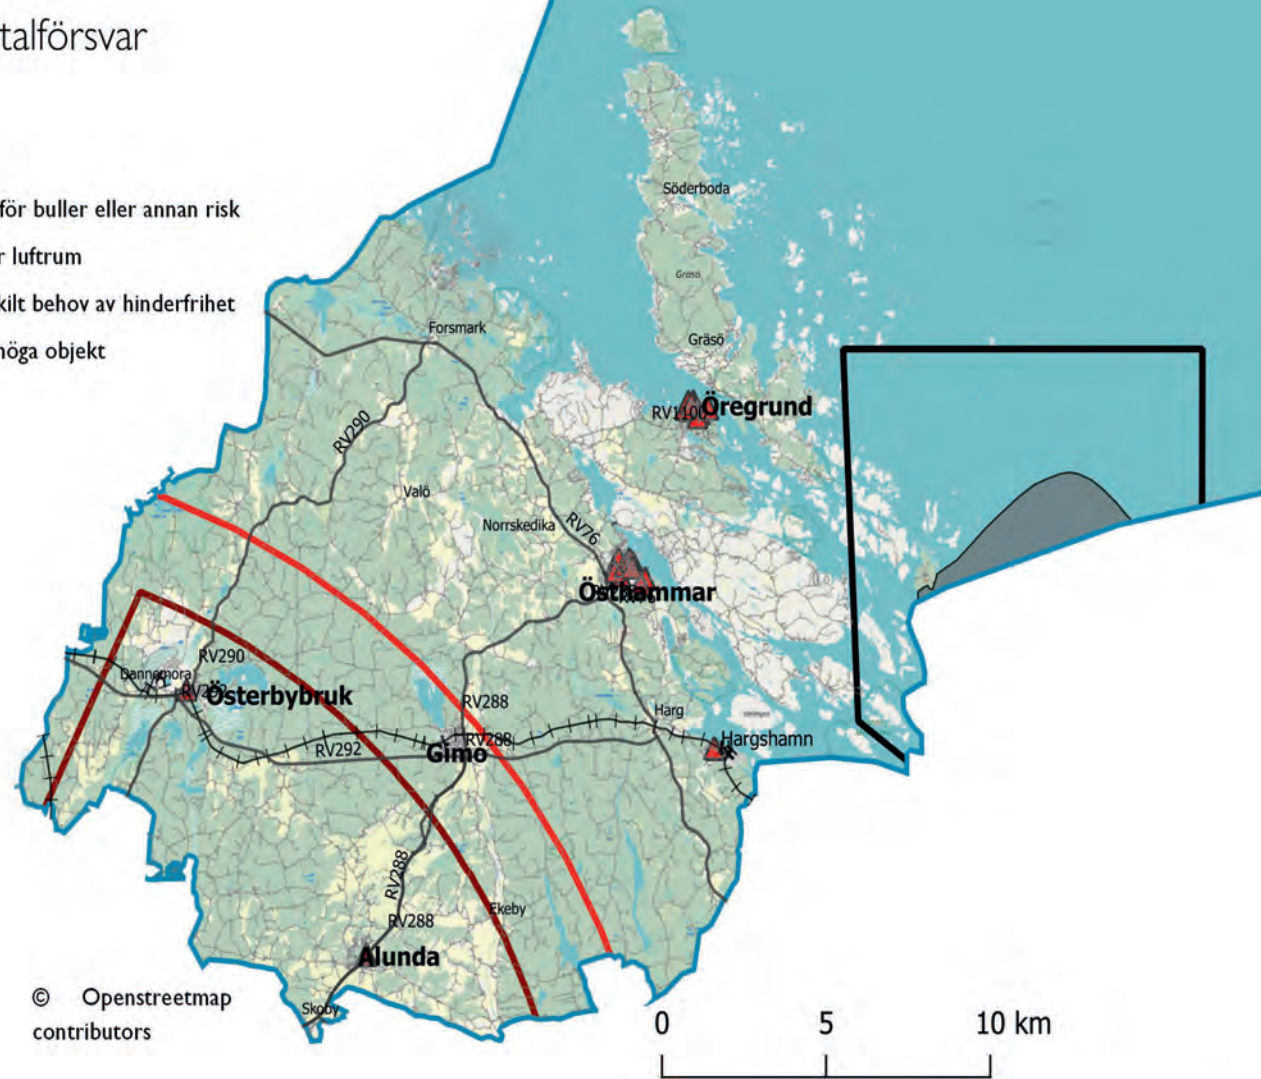 talförsvar
för buller eller annan risk
r luftrum
kilt behov av hinderfrihet
höga objekt
Söderboda
Gräsö
Gräsö
Forsmark
RV290
RV1100
Öregrund
Valö
Norrskedika
RV76
Östhammar
RV290
Dannemora
Österbybruk
RV288
Harg
RV288
Hargshamn
RV292
Gimo
RV288
Ekeby
RV288
Alunda
Skoby
© Openstreetmap
contributors
0 5 10 km